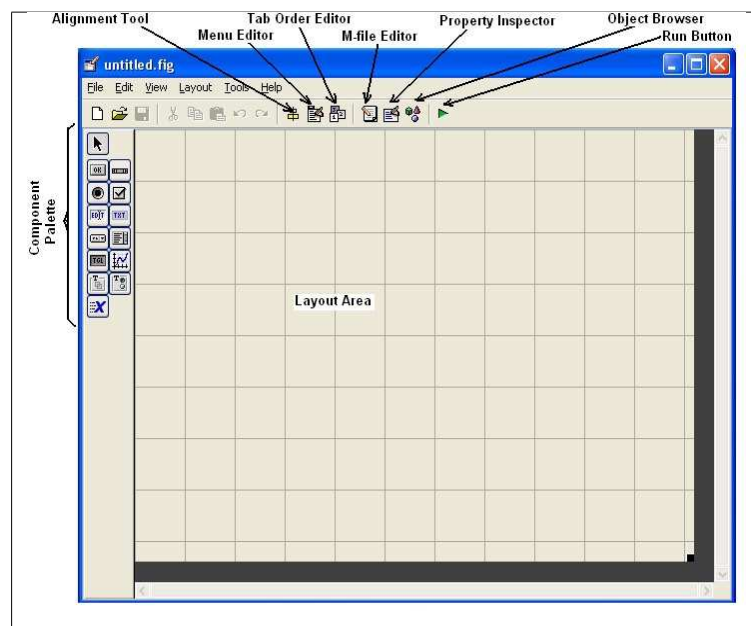 Alignment Tool
Tab Order Editor
Property Inspector
Object Browser
Menu Editor
M-file Editor
Run Button
untitled.fig
File Edit View Layout Tools Help
Component
Palette
OK
EDIT TXT
TGL
Layout Area